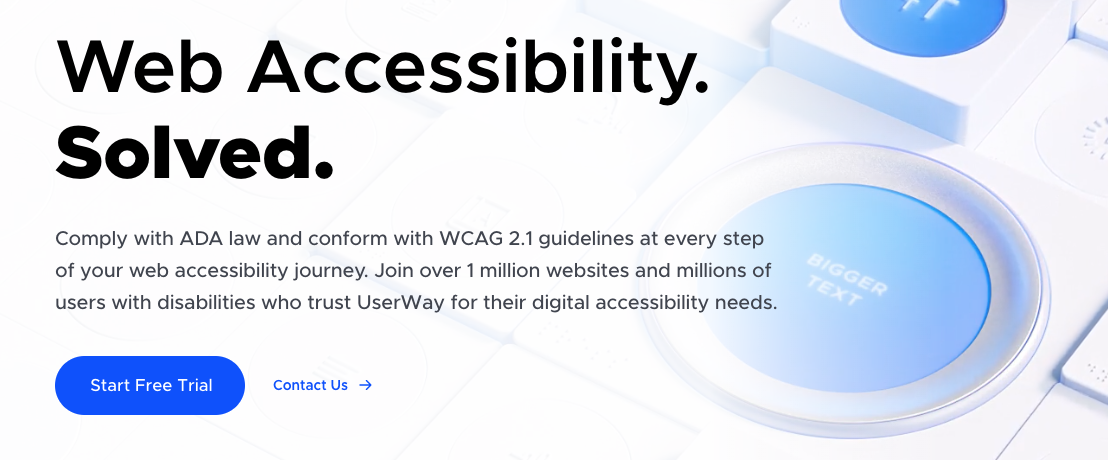 Web Accessibility.
Solved.
Comply with ADA law and conform with WCAG 2.1 guidelines at every step
of your web accessibility journey. Join over 1 million websites and millions of
users with disabilities who trust UserWay for their digital accessibility needs.
BIGGER
TEXT
Start Free Trial
Contact Us →